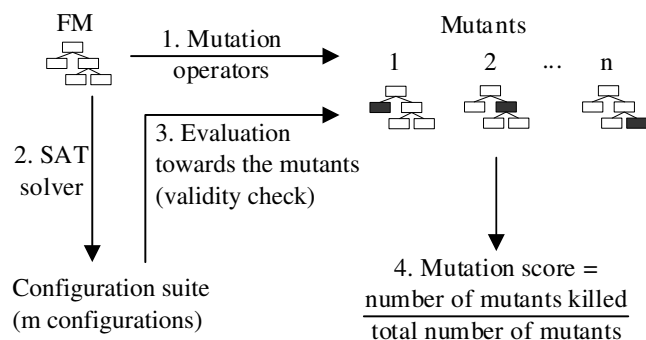 FM
1. Mutation
operators
Mutants
1 2 ... n
2. SAT
solver
3. Evaluation
towards the mutants
(validity check)
Configuration suite
(m configurations)
4. Mutation score =
number of mutants killed
total number of mutants